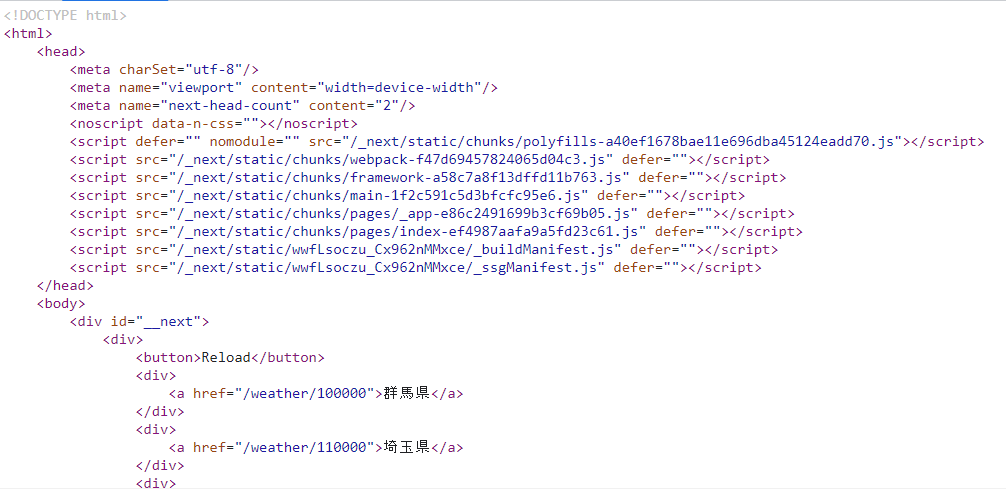 <!DOCTYPE html>
<html>
<head>
<meta charSet="utf-8"/>
<meta name="viewport" content="width=device-width"/>
<meta name="next-head-count" content="2"/>
<noscript data-n-css=""></noscript>
<script defer="" nomodule="" src="/_next/static/chunks/polyfills-a40ef1678bae11e696dba45124eadd70.js"></script>
<script src="/_next/static/chunks/webpack-f47d69457824065d04c3.js" defer=""></script>
<script src="/_next/static/chunks/framework-a58c7a8f13dffd11b763.js" defer=""></script>
<script src="/_next/static/chunks/main-1f2c591c5d3bfcfc95e6.js" defer=""></script>
<script src="/_next/static/chunks/pages/_app-e86c2491699b3cf69b05.js" defer=""></script>
<script src="/_next/static/chunks/pages/index-ef4987aafa9a5fd23c61.js" defer=""></script>
<script src="/_next/static/wwfLsoczu_Cx962nMMxce/_buildManifest.js" defer=""></script>
<script src="/_next/static/wwfLsoczu_Cx962nMMxce/_ssgManifest.js" defer=""></script>
</head>
<body>
<div id="__next">
<div>
<button>Reload</button>
<div>
<a href="/weather/100000">群馬県</a>
</div>
<div>
<a href="/weather/110000">埼玉県</a>
</div>
<div>